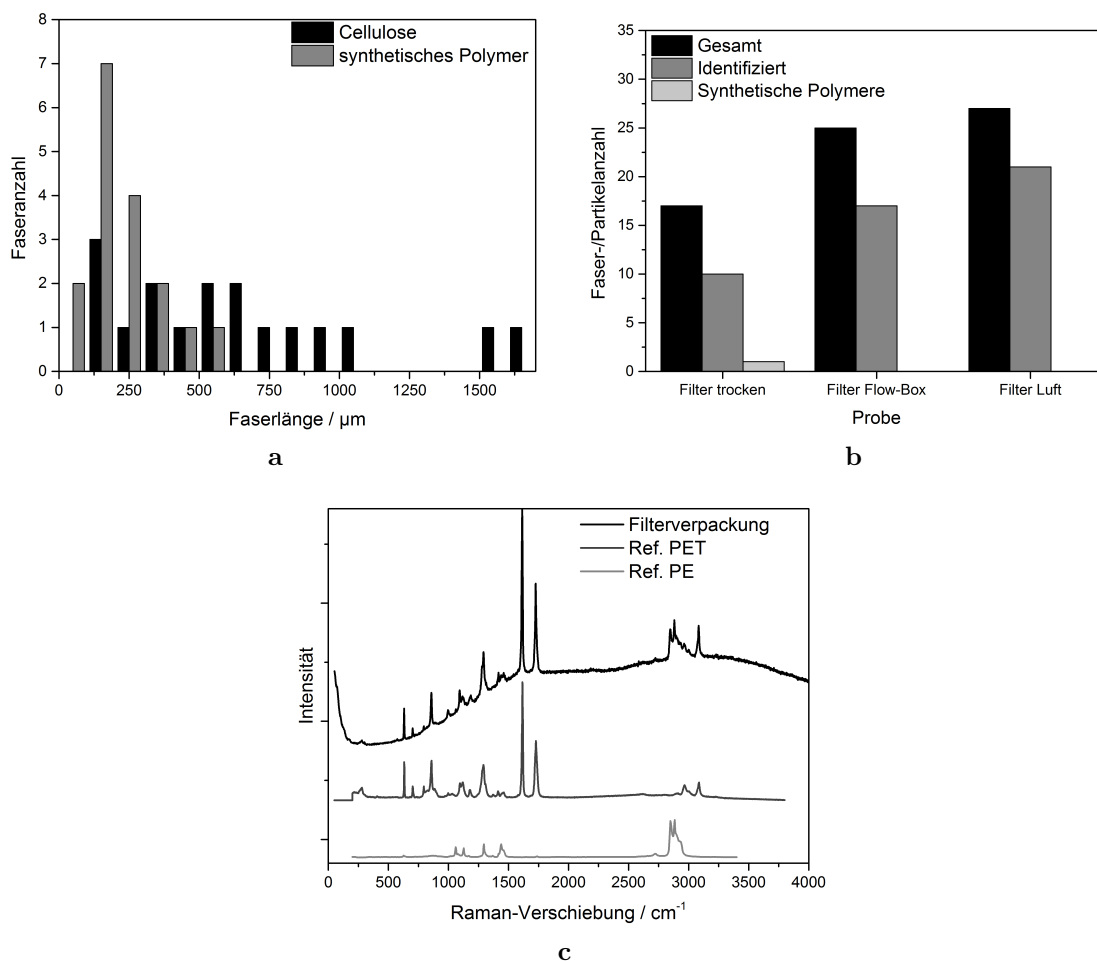 8
7
6
5
4
3
2
1
0
Faseranzahl
Cellulose
synthetisches Polymer
0 250 500 750 1000 1250 1500
Faserlänge / µm
a
35
30
25
20
15
10
5
0
Faser-/Partikelanzahl
Gesamt
Identifiziert
Synthetische Polymere
Filter trocken Filter Flow-Box Filter Luft
Probe
b
Intensität
Filterverpackung
Ref. PET
Ref. PE
0 500 1000 1500 2000 2500 3000 3500 4000
Raman-Verschiebung / cm⁻¹
c